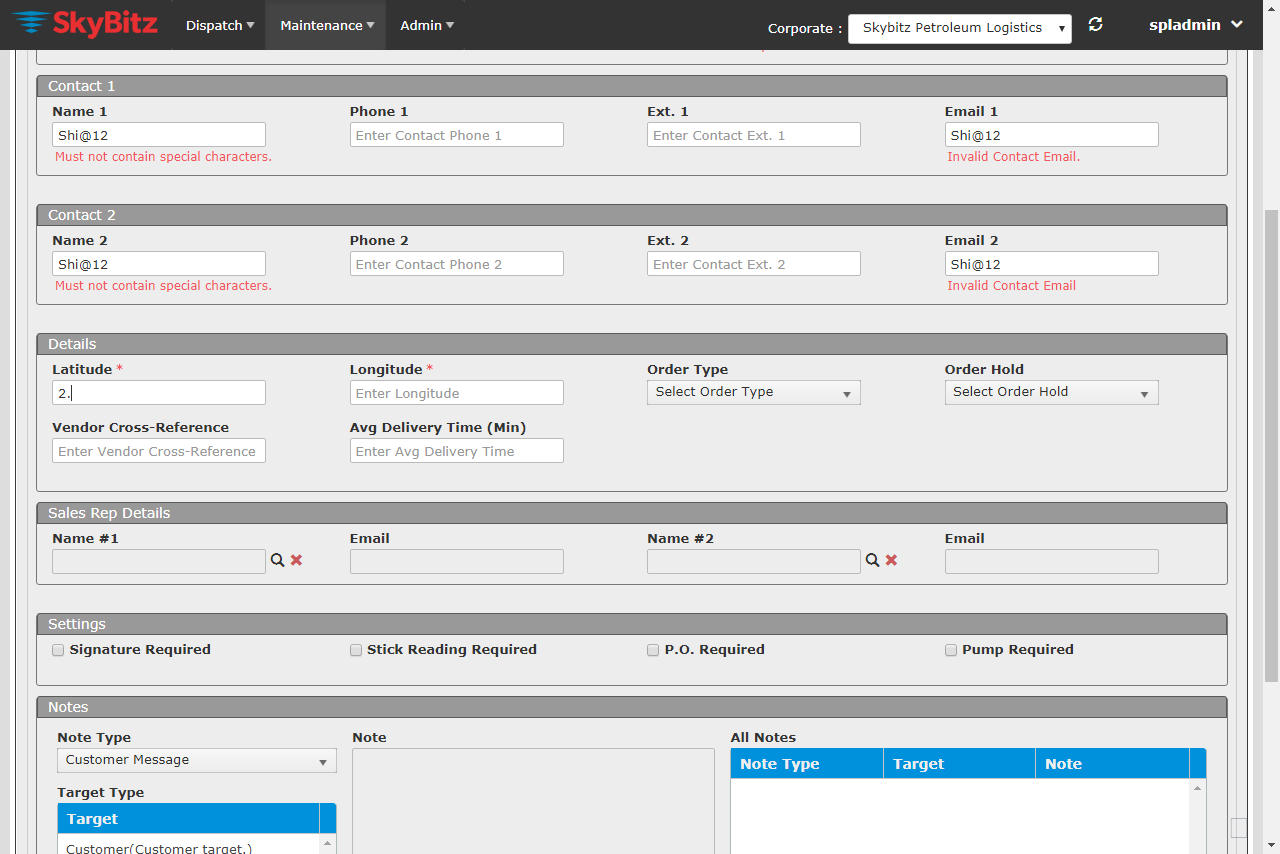 SkyBitz Dispatch Maintenance Admin Corporate : Skybitz Petroleum Logistics spladmin
Contact 1
Name 1 Phone 1 Ext. 1 Email 1
Shi@12 Enter Contact Phone 1 Enter Contact Ext. 1 Shi@12
Must not contain special characters. Invalid Contact Email.
Contact 2
Name 2 Phone 2 Ext. 2 Email 2
Shi@12 Enter Contact Phone 2 Enter Contact Ext. 2 Shi@12
Must not contain special characters. Invalid Contact Email
Details
Latitude * Longitude * Order Type Order Hold
2. Enter Longitude Select Order Type Select Order Hold
Vendor Cross-Reference Avg Delivery Time (Min)
Enter Vendor Cross-Reference Enter Avg Delivery Time
Sales Rep Details
Name #1 Email Name #2 Email
Settings
Signature Required Stick Reading Required P.O. Required Pump Required
Notes
Note Type Note All Notes
Customer Message Note Type Target Note
Target Type
Target
Customer(Customer target.)